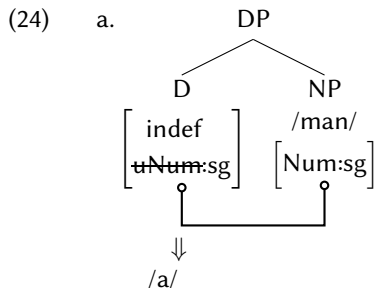 (24) a. DP
D NP
indef /man/
uNum:sg Num:sg
⇓
/a/